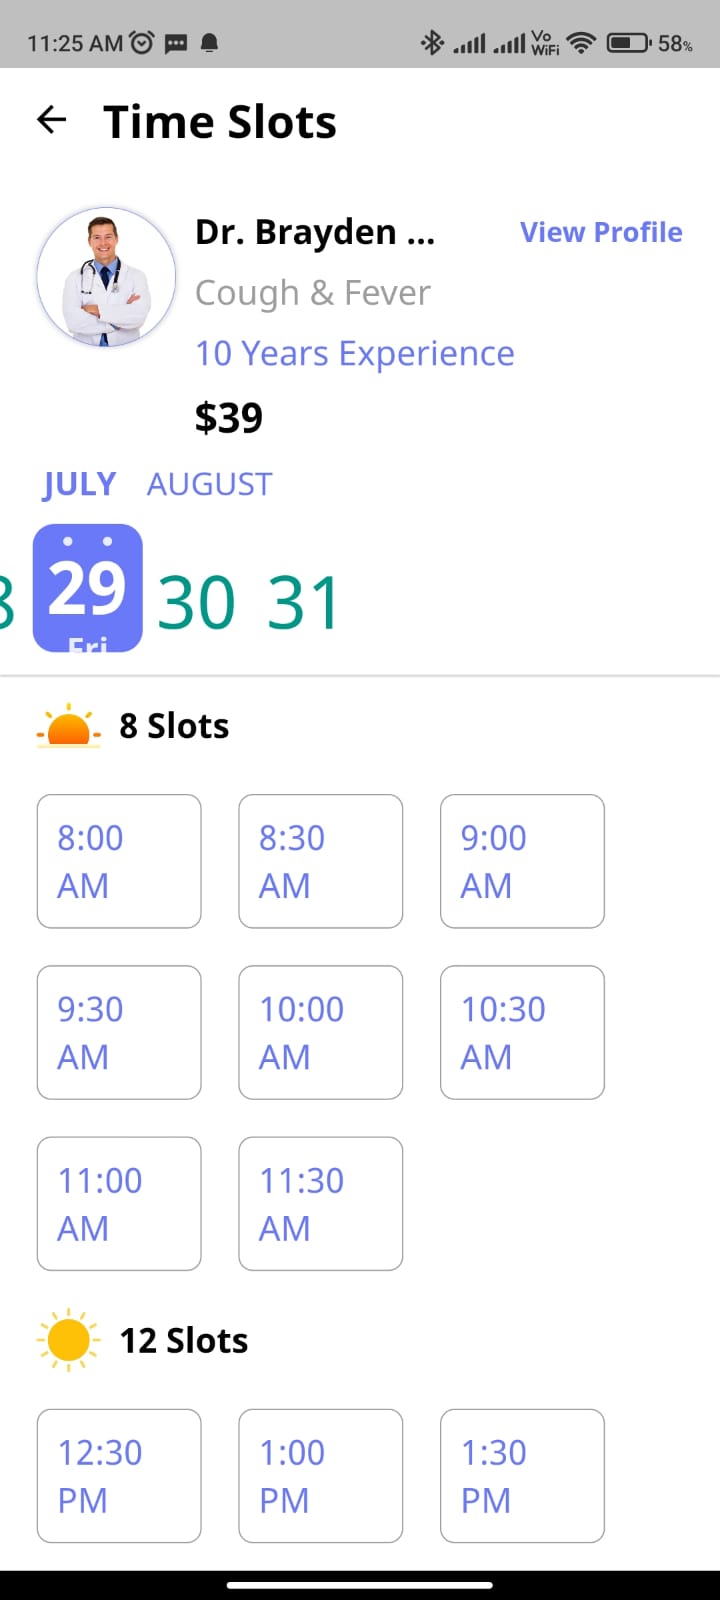 11:25 AM Vo WiFi 58%
Time Slots
Dr. Brayden ... View Profile
Cough & Fever
10 Years Experience
$39
JULY AUGUST
29 30 31
Fri
8 Slots
8:00 AM
8:30 AM
9:00 AM
9:30 AM
10:00 AM
10:30 AM
11:00 AM
11:30 AM
12 Slots
12:30 PM
1:00 PM
1:30 PM